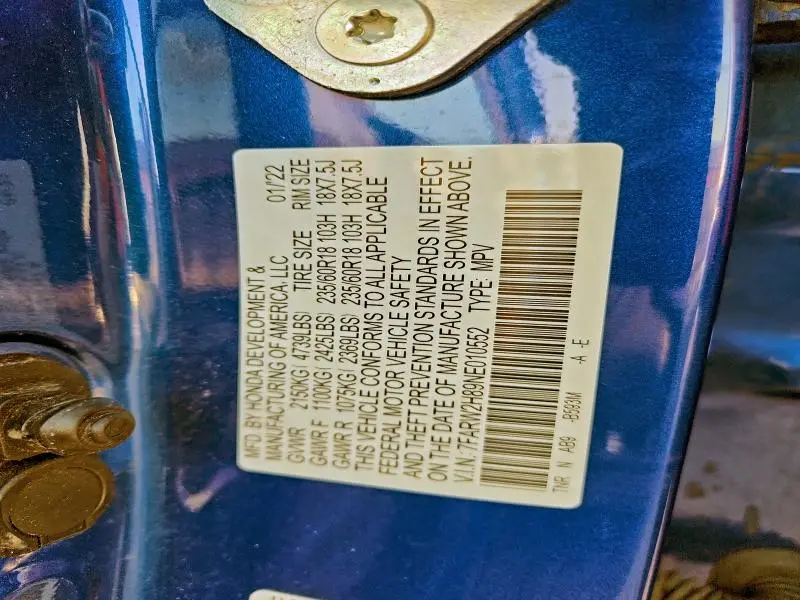 MFD BY HONDA DEVELOPMENT &
MANUFACTURING OF AMERICA, LLC 01/22
GVWR 2150KG( 4739LBS) TIRE SIZE RIM SIZE
GAWR F 1100KG( 2425LBS) 235/60R18 103H 18X7.5J
GAWR R 1075KG( 2369LBS) 235/60R18 103H 18X7.5J
THIS VEHICLE CONFORMS TO ALL APPLICABLE
FEDERAL MOTOR VEHICLE SAFETY
AND THEFT PREVENTION STANDARDS IN EFFECT
ON THE DATE OF MANUFACTURE SHOWN ABOVE.
V.I.N.: 7FARW2H89NE010552 TYPE: MPV
TNR N AB9 -B593M -A -E